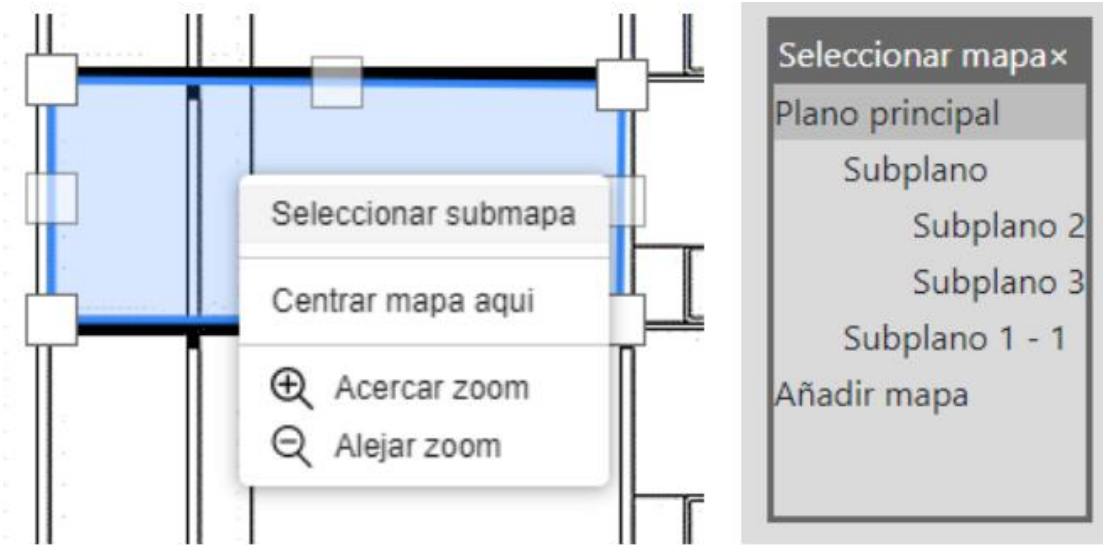 Seleccionar submapa
Centrar mapa aqui
Acercar zoom
Alejar zoom
Seleccionar mapa×
Plano principal
Subplano
Subplano 2
Subplano 3
Subplano 1 - 1
Añadir mapa